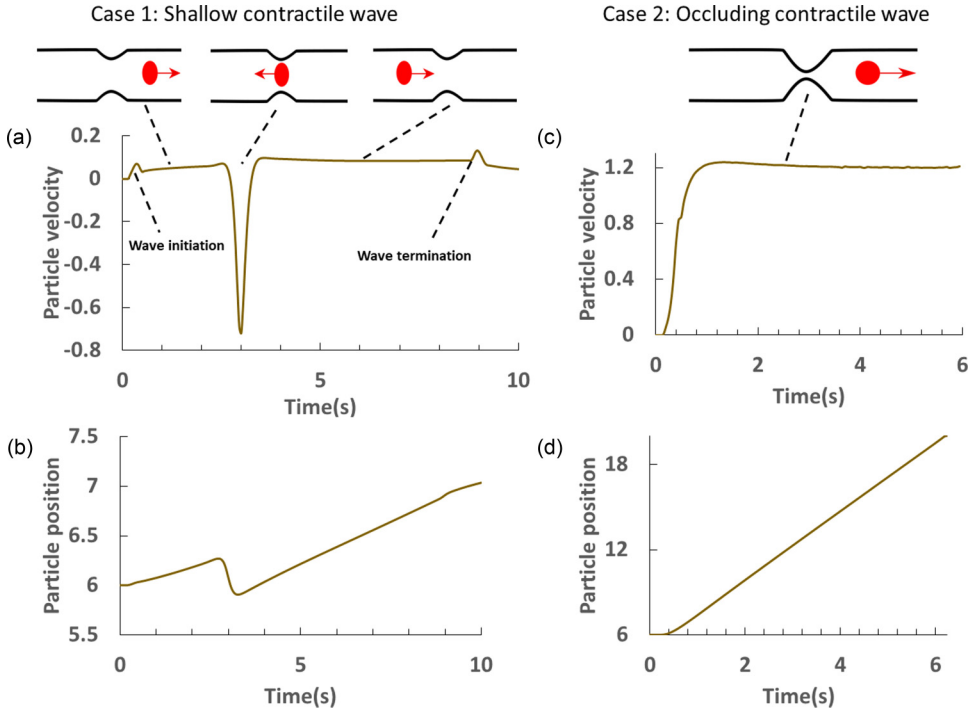 Case 1: Shallow contractile wave
Case 2: Occluding contractile wave
(a)
Particle velocity
0.2
0
-0.2
-0.4
-0.6
-0.8
Wave initiation
Wave termination
0
5
10
Time(s)
(c)
Particle velocity
1.2
0.8
0.4
0
0
2
4
6
Time(s)
(b)
Particle position
7.5
7
6.5
6
5.5
0
5
10
Time(s)
(d)
Particle position
18
12
6
0
2
4
6
Time(s)